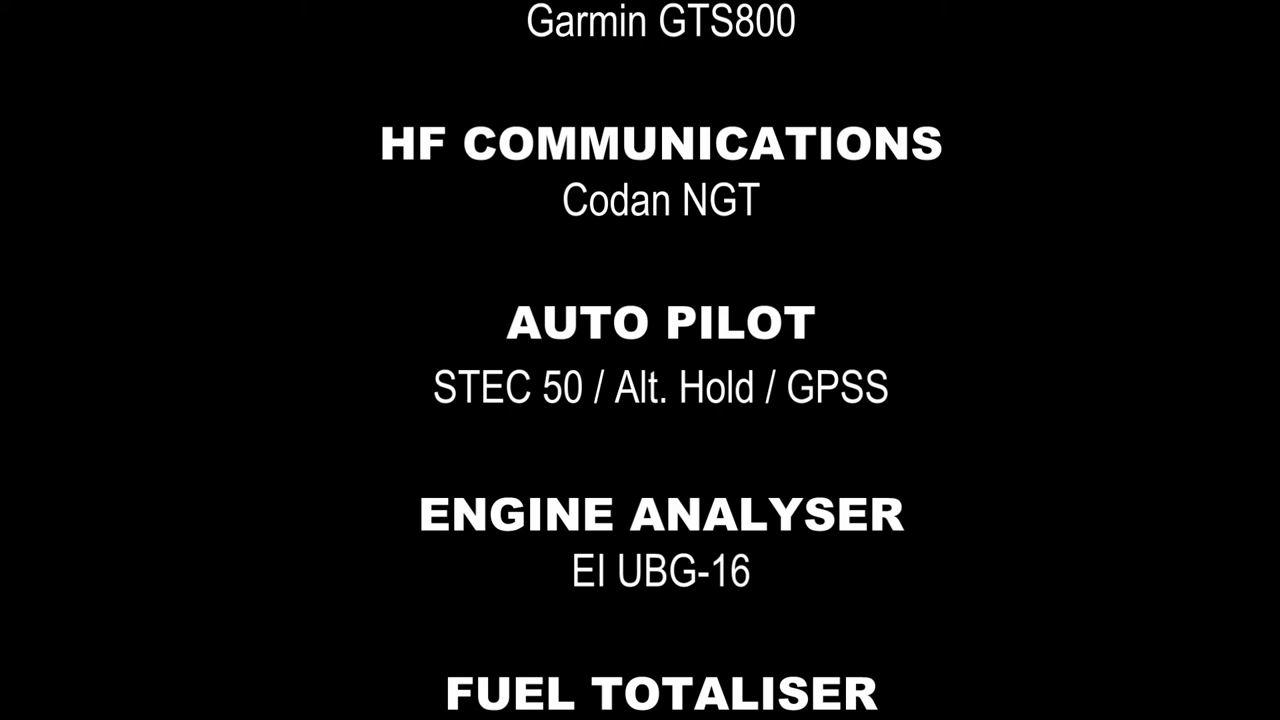 Garmin GTS800
HF COMMUNICATIONS
Codan NGT
AUTO PILOT
STEC 50 / Alt. Hold / GPSS
ENGINE ANALYSER
EI UBG-16
FUEL TOTALISER